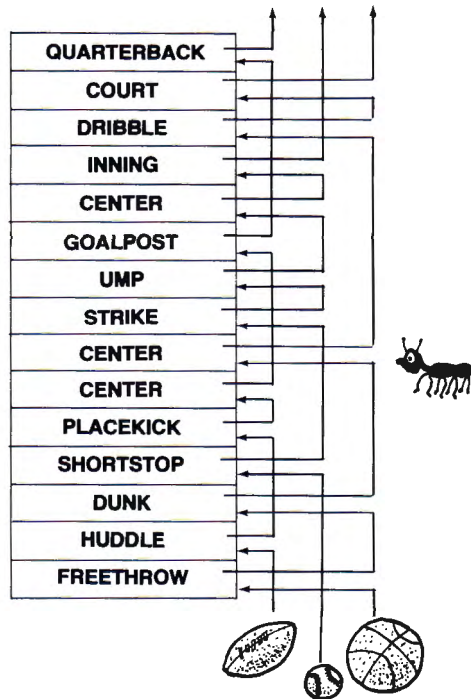 QUARTERBACK
COURT
DRIBBLE
INNING
CENTER
GOALPOST
UMP
STRIKE
CENTER
CENTER
PLACEKICK
SHORTSTOP
DUNK
HUDDLE
FREETHROW